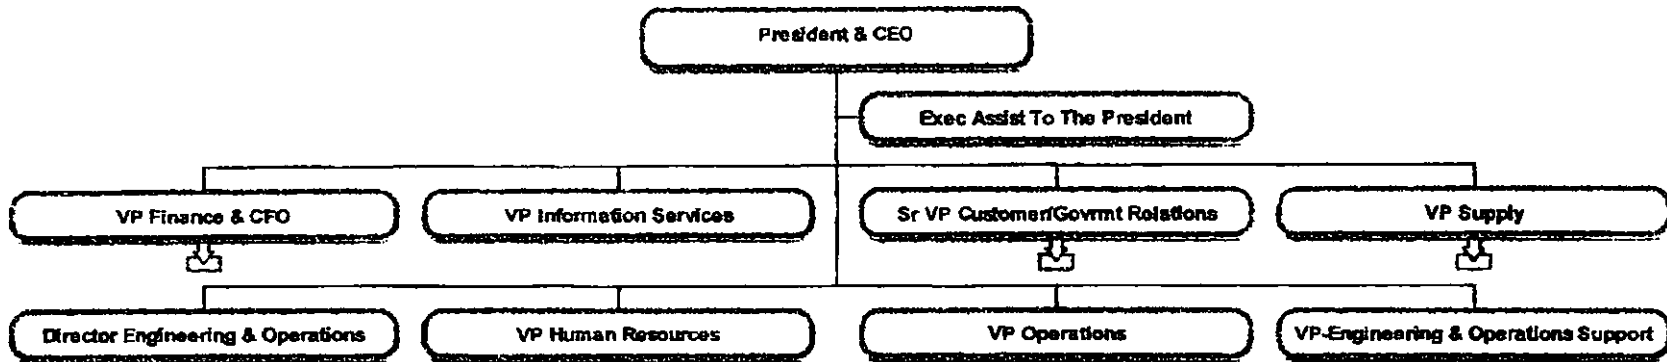 President & CEO
Exec Assist To The President
VP Finance & CFO
VP Information Services
Sr VP Customer/Govrmt Relations
VP Supply
Director Engineering & Operations
VP Human Resources
VP Operations
VP-Engineering & Operations Support